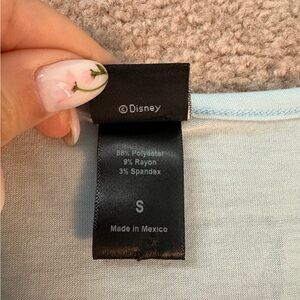 ©Disney
88% Polyester
9% Rayon
3% Spandex
S
Made in Mexico